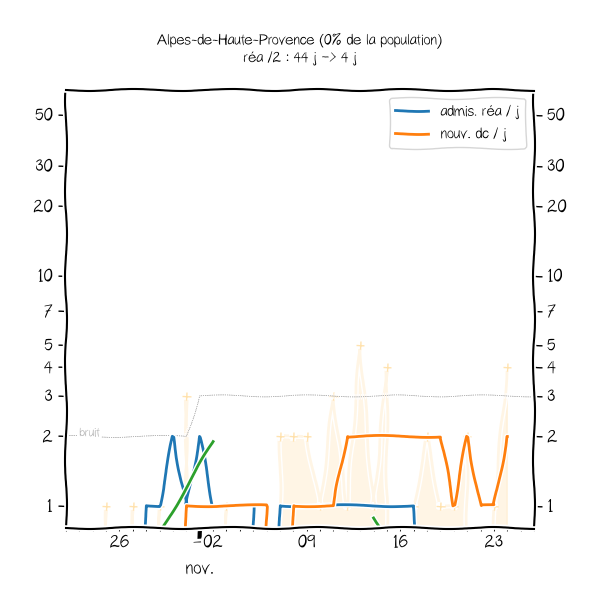 Alpes-de-Haute-Provence (0% de la population)
réa /2 : 44 j -> 4 j
admis. réa / j
nouv. dc / j
50 50
30 30
20 20
10 10
7 7
5 5
4 4
3 3
bruit
2 2
1 1
26 02 09 16 23
nov.